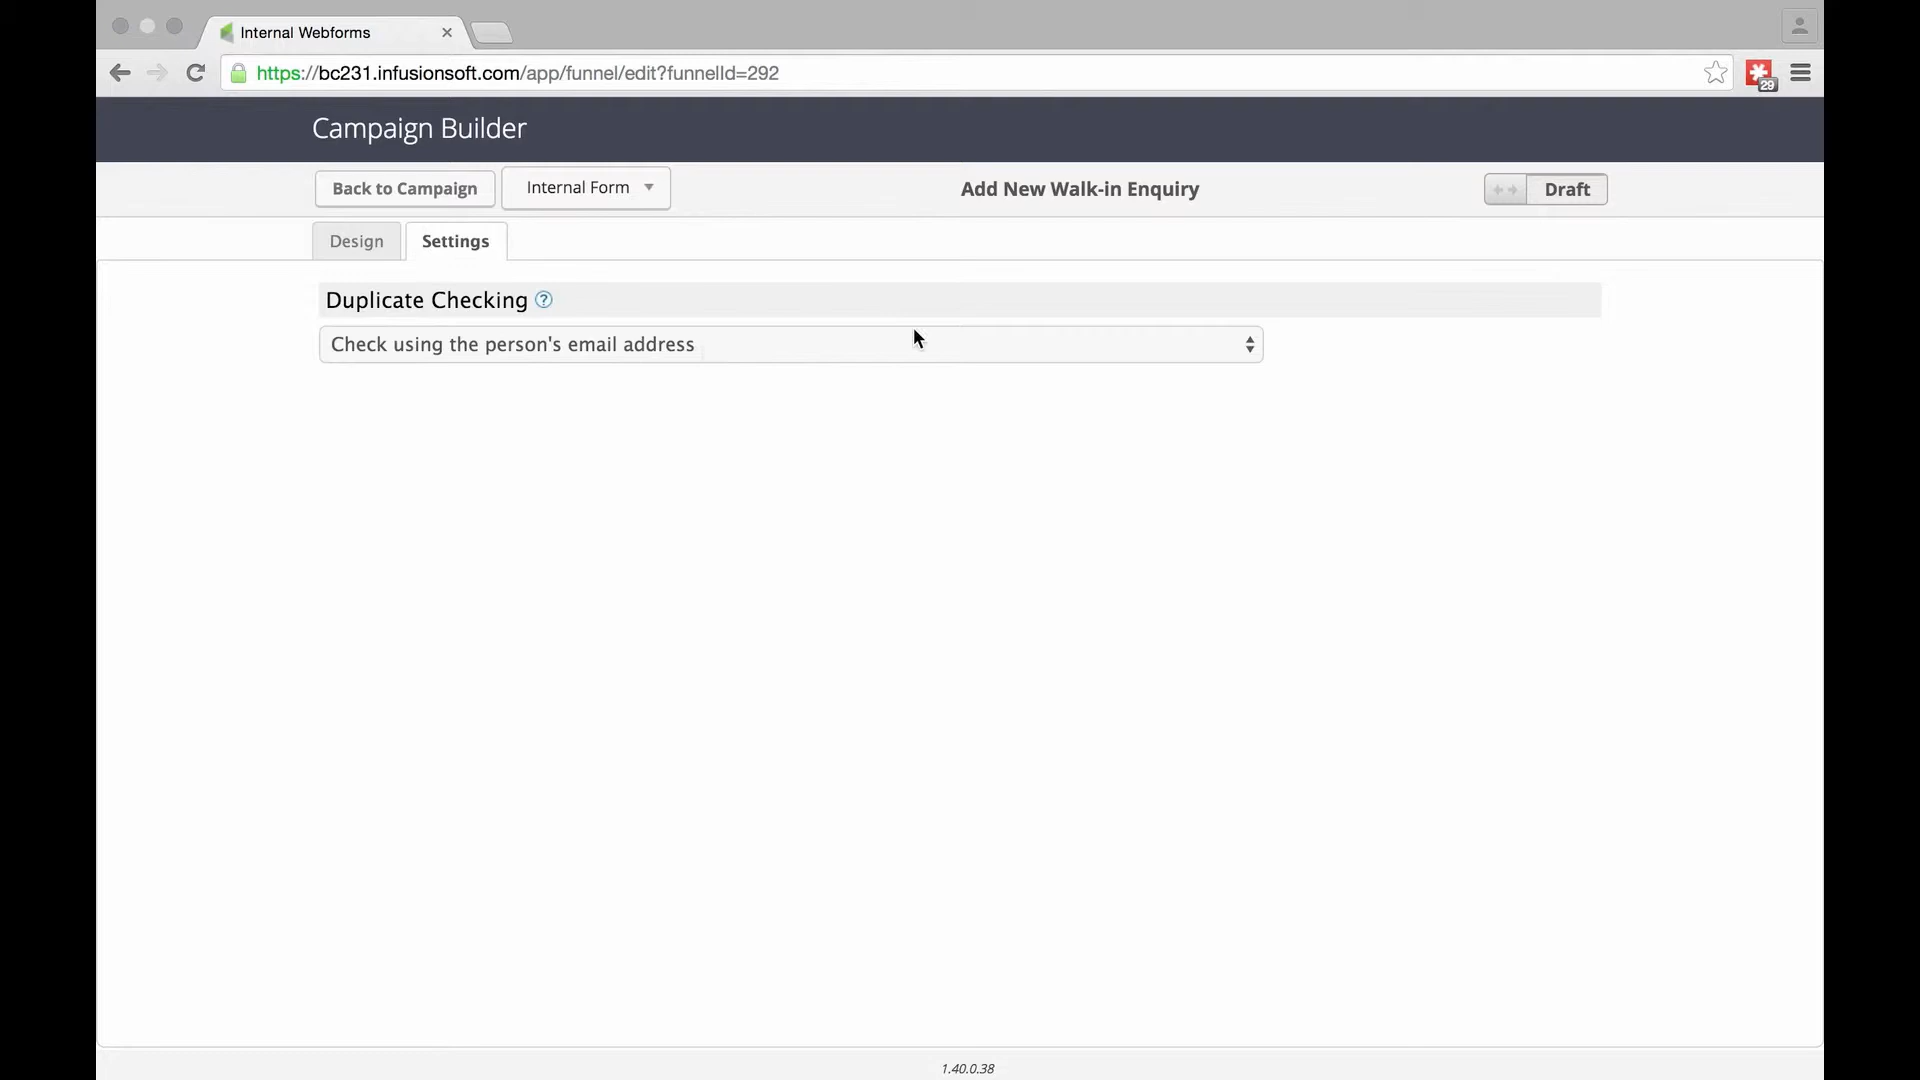 Internal Webforms
https://bc231.infusionsoft.com/app/funnel/edit?funnelId=292
29
Campaign Builder
Back to Campaign
Internal Form
Add New Walk-in Enquiry
Draft
Design
Settings
Duplicate Checking ?
Check using the person's email address
1.40.0.38